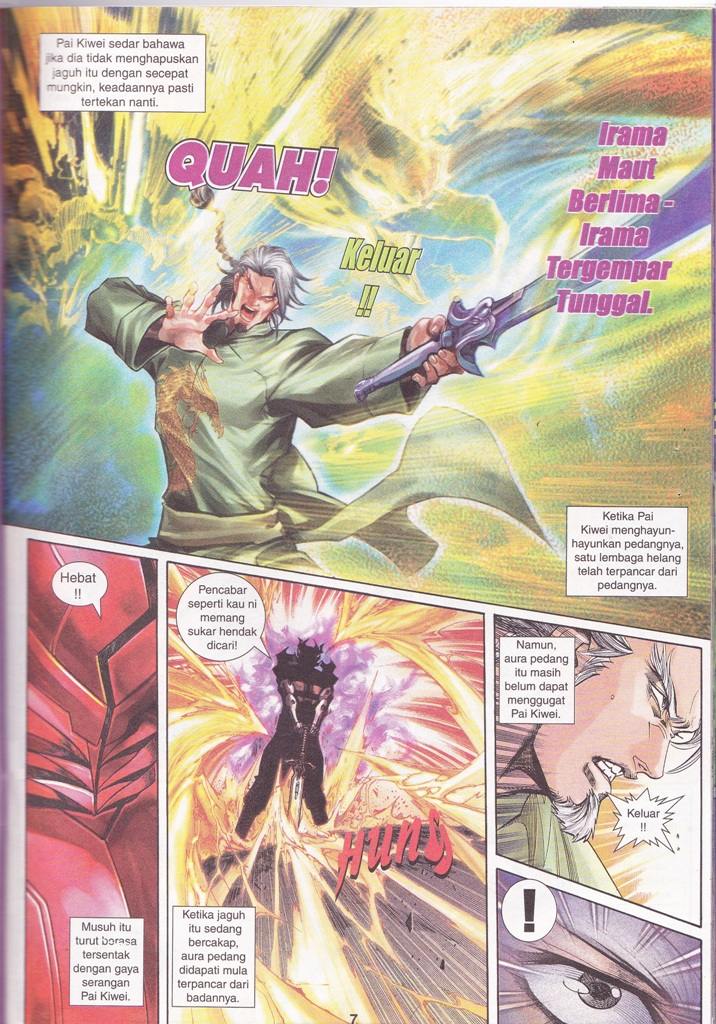 Pai Kiwei sedar bahawa
jika dia tidak menghapuskan
jaguh itu dengan secepat
mungkin, keadaannya pasti
tertekan nanti.
QUAH!
Keluar
!!
Irama
Maut
Berlima -
Irama
Tergempar
Tunggal.
Ketika Pai
Kiwei menghayun-
hayunkan pedangnya,
satu lembaga helang
telah terpancar dari
pedangnya.
Hebat
!!
Musuh itu
turut berasa
tersentak
dengan gaya
serangan
Pai Kiwei.
Pencabar
seperti kau ni
memang
sukar hendak
dicari!
HUNG
Ketika jaguh
itu sedang
bercakap,
aura pedang
didapati mula
terpancar dari
badannya.
Namun,
aura pedang
itu masih
belum dapat
menggugat
Pai Kiwei.
Keluar
!!
!
7